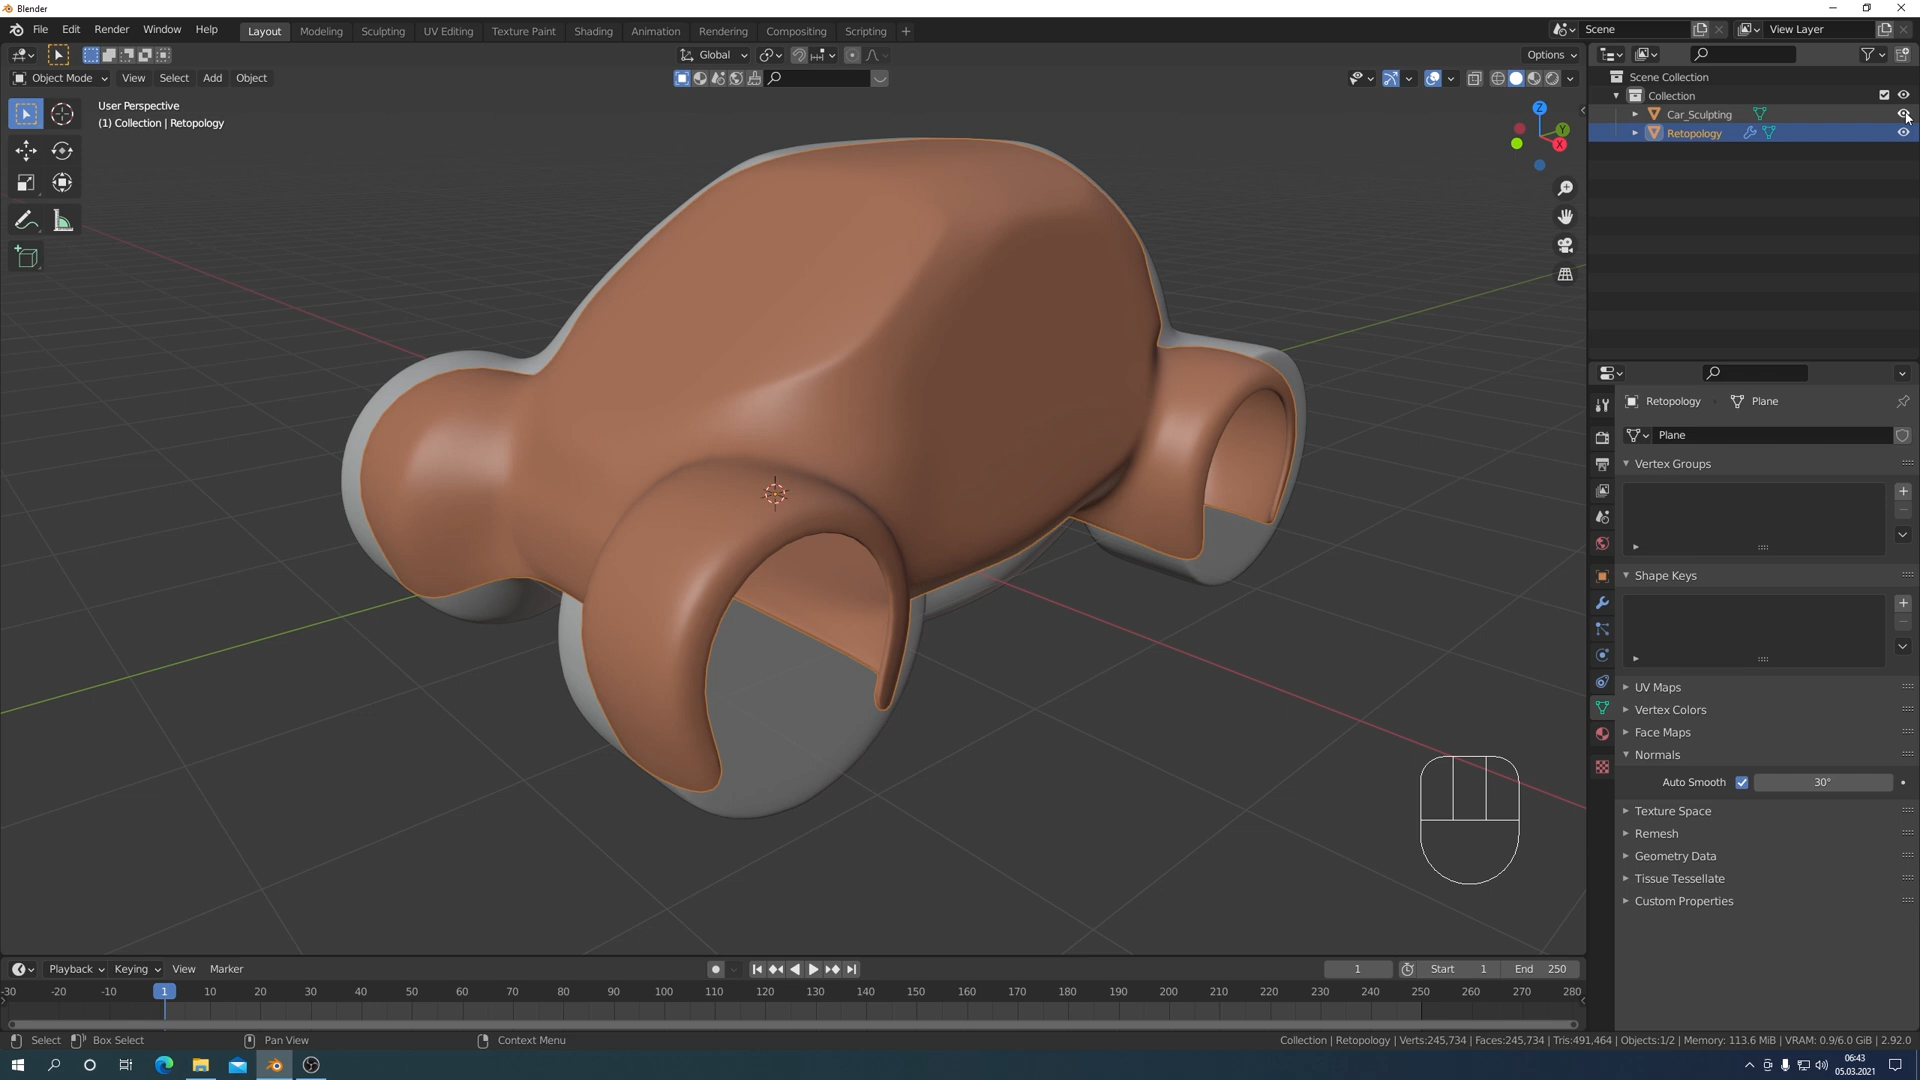 Blender
File Edit Render Window Help
Layout Modeling Sculpting UV Editing Texture Paint Shading Animation Rendering Compositing Scripting +
Scene
View Layer
Global
Options
Object Mode View Select Add Object
User Perspective
(1) Collection | Retopology
Z
Y
X
Scene Collection
Collection
Car_Sculpting
Retopology
Retopology Plane
Plane
Vertex Groups
Shape Keys
UV Maps
Vertex Colors
Face Maps
Normals
Auto Smooth 30°
Texture Space
Remesh
Geometry Data
Tissue Tessellate
Custom Properties
Playback Keying View Marker
1 Start 1 End 250
-30 -20 -10 1 10 20 30 40 50 60 70 80 90 100 110 120 130 140 150 160 170 180 190 200 210 220 230 240 250 260 270 280
Select Box Select Pan View Context Menu
Collection | Retopology | Verts:245,734 | Faces:245,734 | Tris:491,464 | Objects:1/2 | Memory: 113.6 MiB | VRAM: 0.9/6.0 GiB | 2.92.0
06:43
05.03.2021